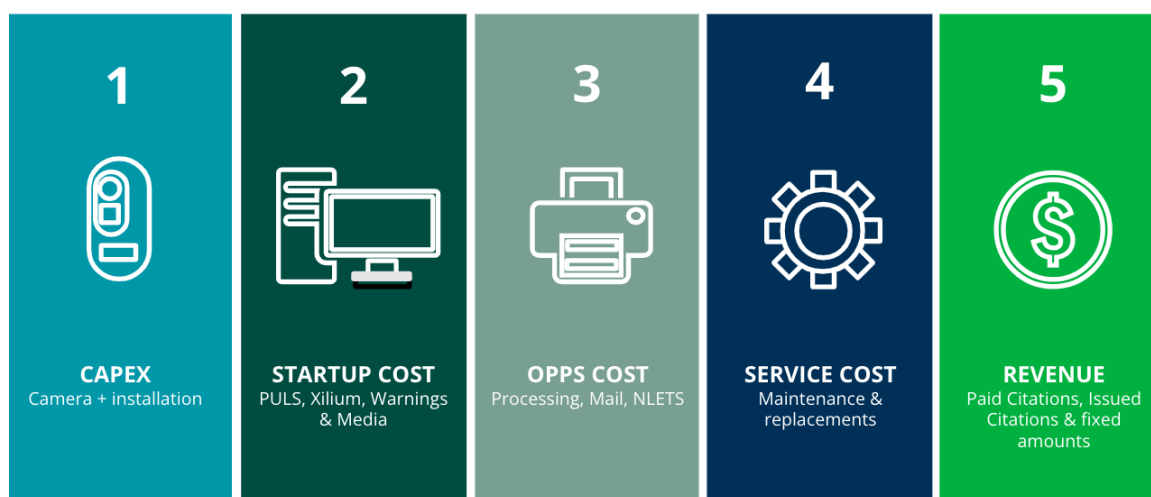 1
CAPEX
Camera + installation
2
STARTUP COST
PULS, Xilium, Warnings
& Media
3
OPPS COST
Processing, Mail, NLETS
4
SERVICE COST
Maintenance &
replacements
5
REVENUE
Paid Citations, Issued
Citations & fixed
amounts